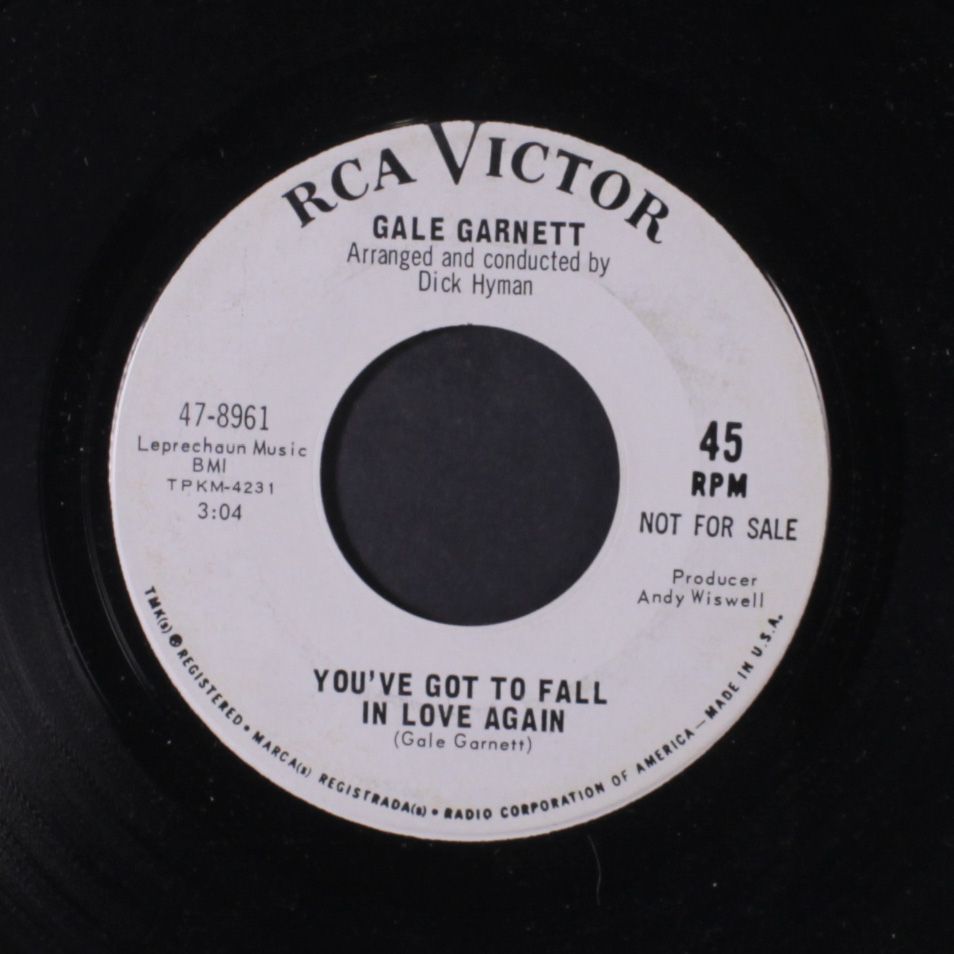 RCA VICTOR
GALE GARNETT
Arranged and conducted by
Dick Hyman
47-8961
Leprechaun Music
BMI
TPKM-4231
3:04
45
RPM
NOT FOR SALE
Producer
Andy Wiswell
YOU'VE GOT TO FALL
IN LOVE AGAIN
(Gale Garnett)
TMK(s) ® REGISTERED • MARCA(s) REGISTRADA(s) • RADIO CORPORATION OF AMERICA—MADE IN U.S.A.